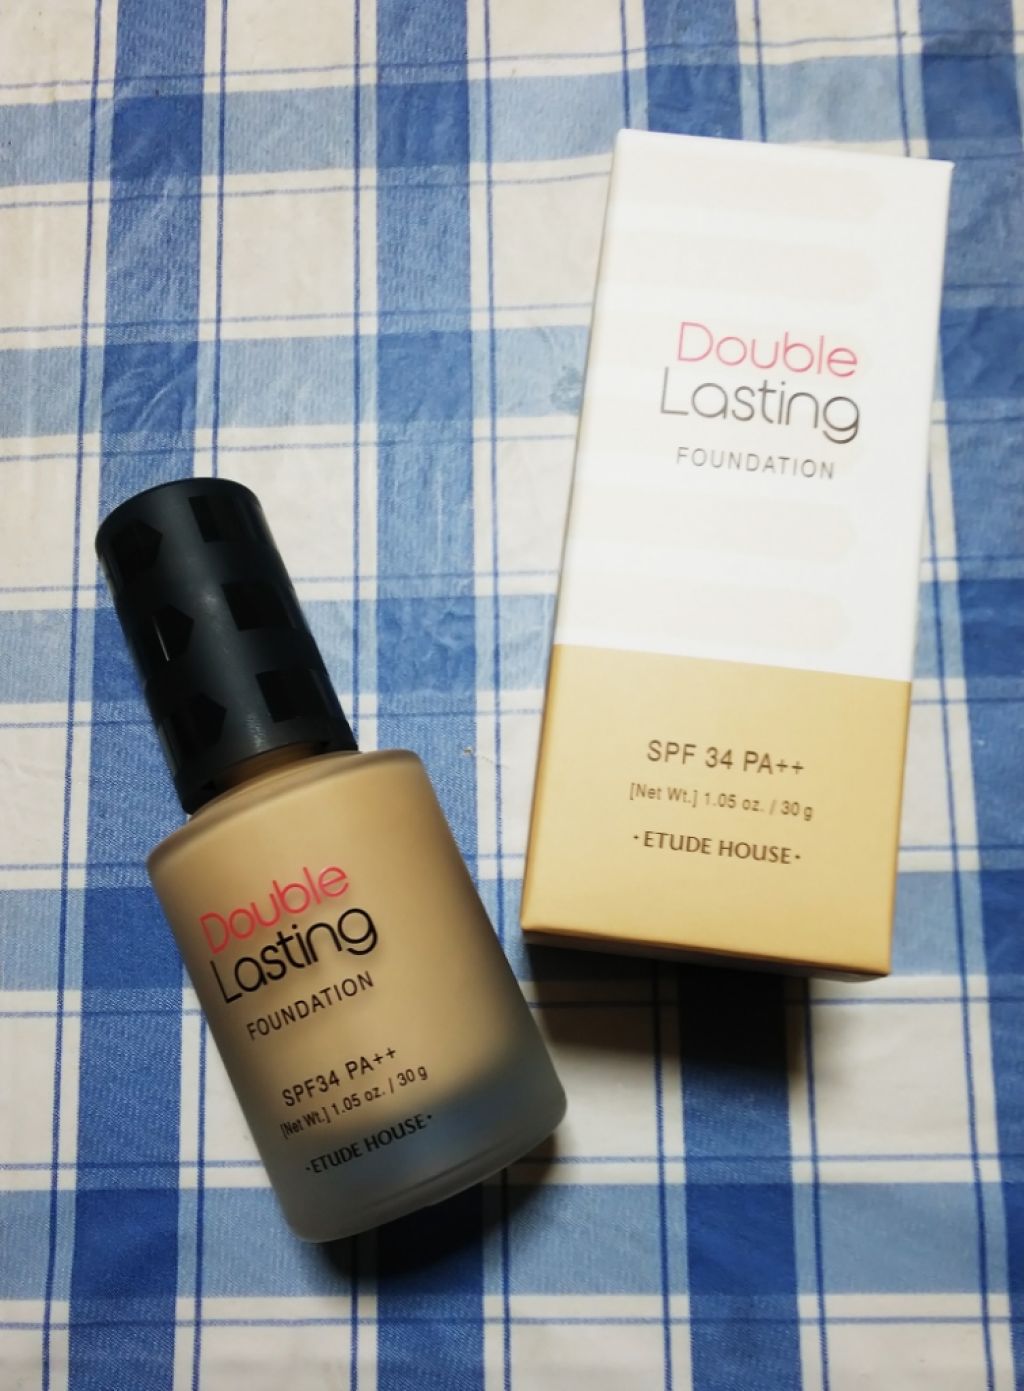 Double
Lasting
FOUNDATION
SPF 34 PA++
[Net Wt.] 1.05 oz. / 30 g
·ETUDE HOUSE·
Double
Lasting
FOUNDATION
SPF34 PA++
[Net Wt.] 1.05 oz. / 30 g
·ETUDE HOUSE·